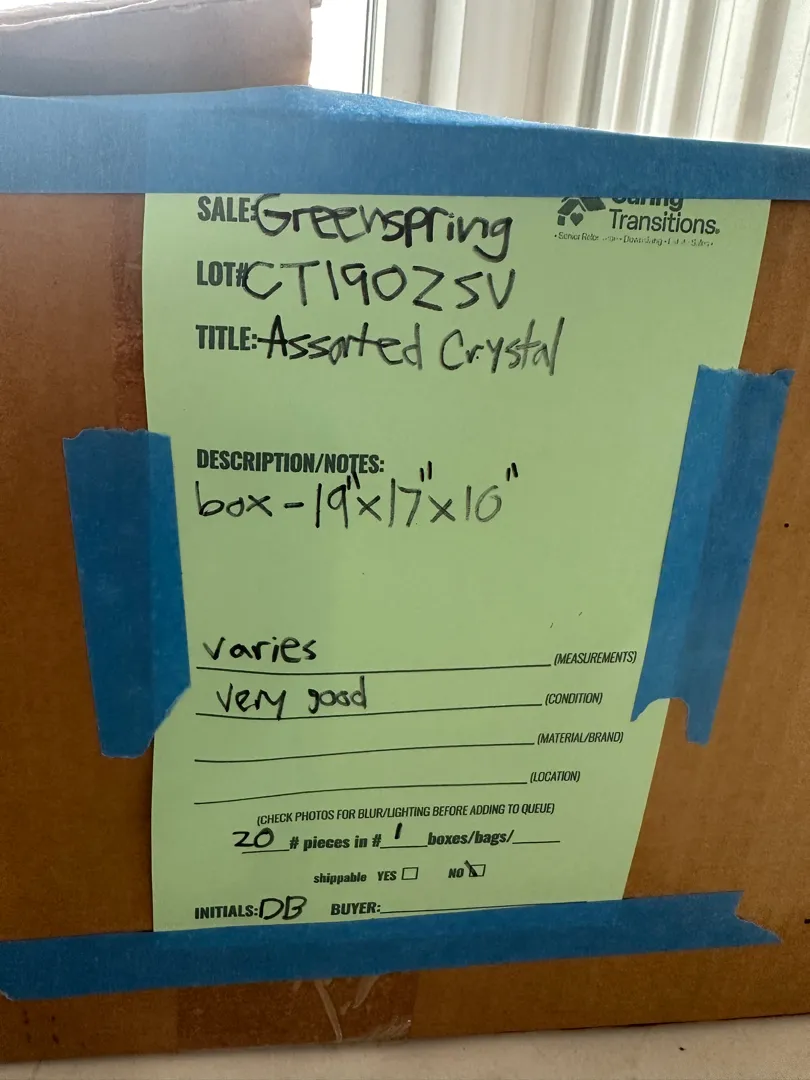 SALE: Greenspring
Caring
Transitions.
LOT# CT1902SV
TITLE: Assorted Crystal
DESCRIPTION/NOTES:
box - 19"x17"x10"
varies (MEASUREMENTS)
very good (CONDITION)
(MATERIAL/BRAND)
(LOCATION)
(CHECK PHOTOS FOR BLUR/LIGHTING BEFORE ADDING TO QUEUE)
20 # pieces in # 1 boxes/bags/
shippable YES NO
INITIALS: DB BUYER: